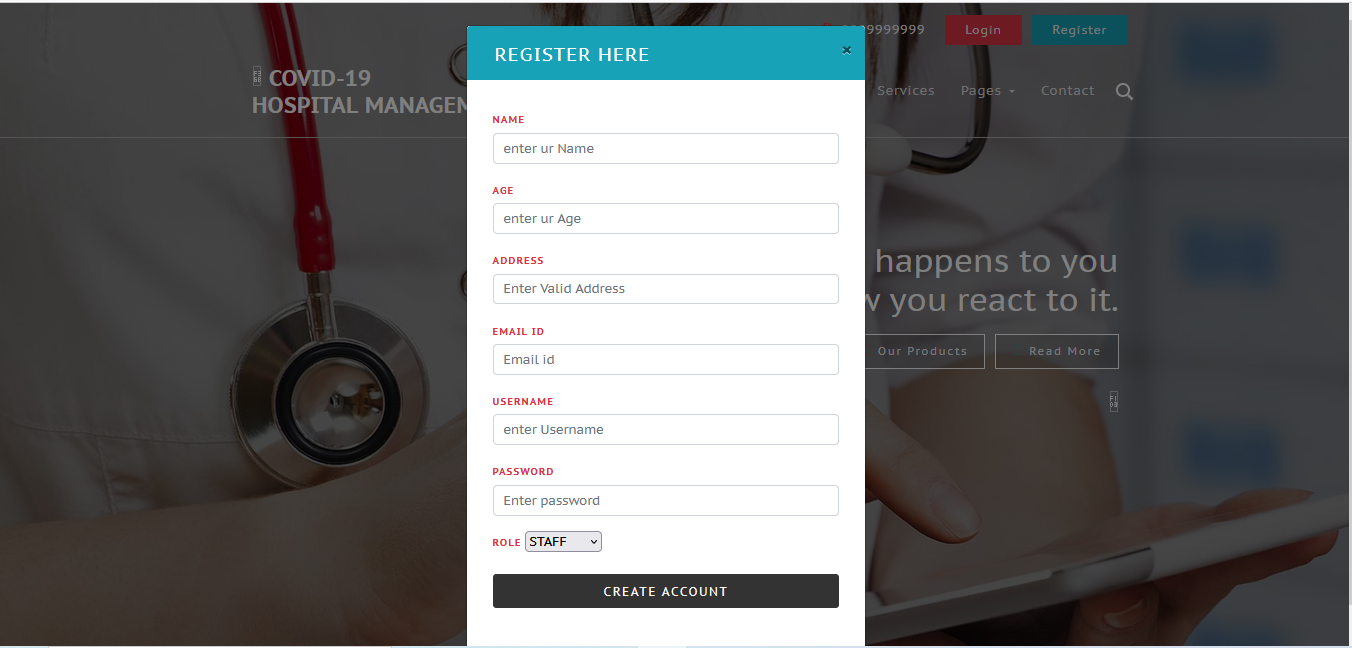 9999999
Login
Register
COVID-19
HOSPITAL MANAGEM
Services
Pages
Contact
happens to you
you react to it.
Our Products
Read More
REGISTER HERE
×
NAME
enter ur Name
AGE
enter ur Age
ADDRESS
Enter Valid Address
EMAIL ID
Email id
USERNAME
enter Username
PASSWORD
Enter password
ROLE STAFF
CREATE ACCOUNT